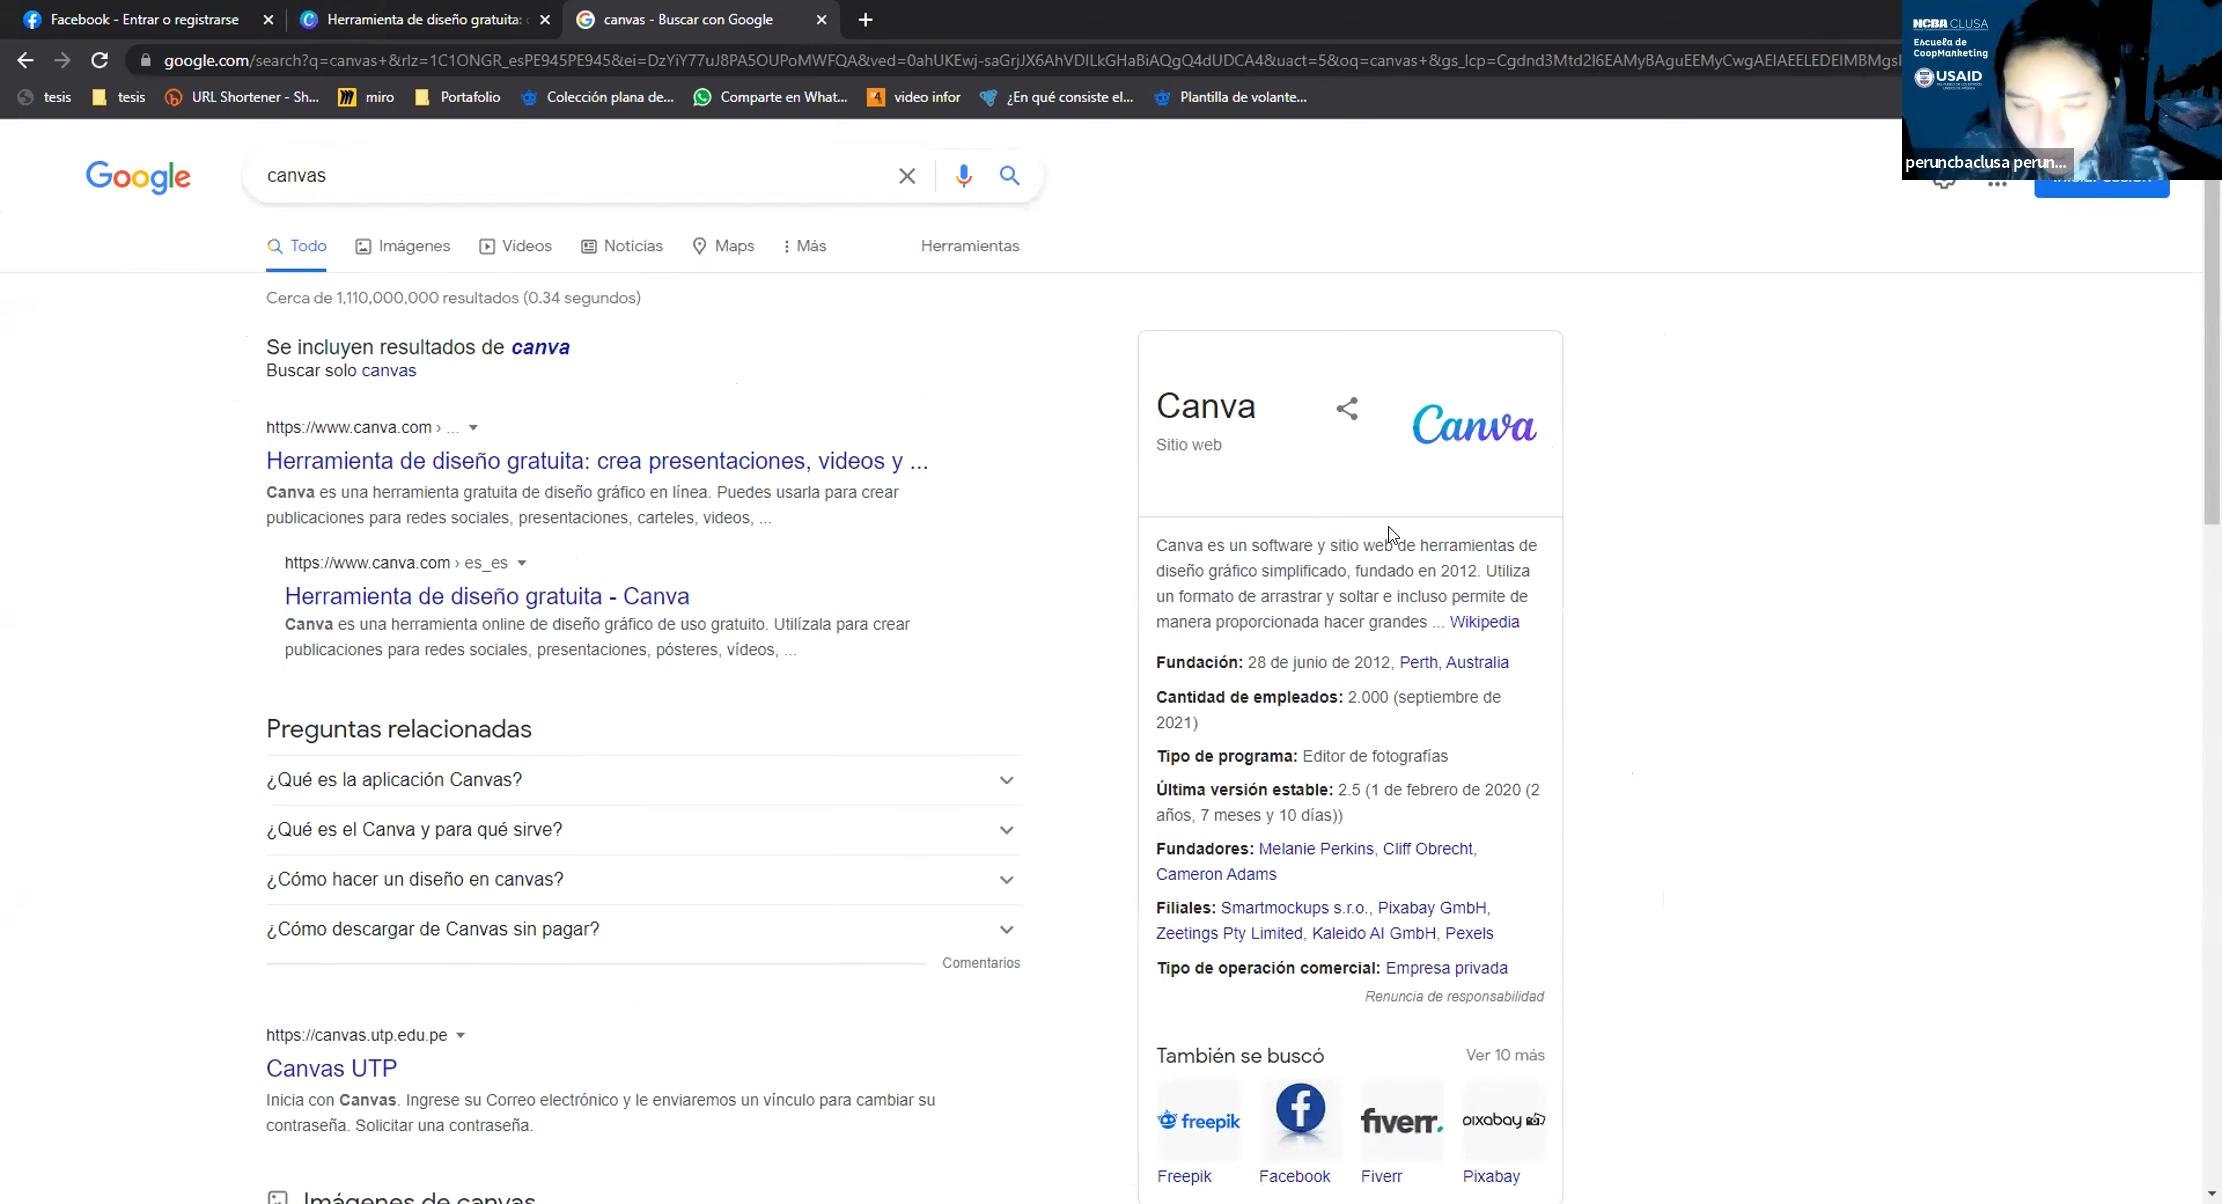 Facebook - Entrar o registrarse
Herramienta de diseño gratuita:
canvas - Buscar con Google
NCBA CLUSA
Escuela de
CoopMarketing
USAID
google.com/search?q=canvas+&rlz=1C1ONGR_esPE945PE945&ei=DzYiY77uJ8PA5OUPoMWFQA&ved=0ahUKEwj-saGrjJX6AhVDILkGHaBiAQgQ4dUDCA4&uact=5&oq=canvas+&gs_lcp=Cgdnd3Mtd2l6EAMyBAguEEMyCwgAEIAEELEDEIMBMgsI
tesis
tesis
URL Shortener - Sh...
miro
Portafolio
Colección plana de...
Comparte en What...
video infor
¿En qué consiste el...
Plantilla de volante...
peruncbaclusa perun...
Google
canvas
Todo
Imágenes
Videos
Noticias
Maps
Más
Herramientas
Cerca de 1,110,000,000 resultados (0.34 segundos)
Se incluyen resultados de canva
Buscar solo canvas
https://www.canva.com › ...
Herramienta de diseño gratuita: crea presentaciones, videos y ...
Canva es una herramienta gratuita de diseño gráfico en línea. Puedes usarla para crear
publicaciones para redes sociales, presentaciones, carteles, videos, ...
https://www.canva.com › es_es
Herramienta de diseño gratuita - Canva
Canva es una herramienta online de diseño gráfico de uso gratuito. Utilízala para crear
publicaciones para redes sociales, presentaciones, pósteres, vídeos, ...
Preguntas relacionadas
¿Qué es la aplicación Canvas?
¿Qué es el Canva y para qué sirve?
¿Cómo hacer un diseño en canvas?
¿Cómo descargar de Canvas sin pagar?
Comentarios
https://canvas.utp.edu.pe
Canvas UTP
Inicia con Canvas. Ingrese su Correo electrónico y le enviaremos un vínculo para cambiar su
contraseña. Solicitar una contraseña.
Imágenes de canvas
Canva
Sitio web
Canva
Canva es un software y sitio web de herramientas de
diseño gráfico simplificado, fundado en 2012. Utiliza
un formato de arrastrar y soltar e incluso permite de
manera proporcionada hacer grandes ... Wikipedia
Fundación: 28 de junio de 2012, Perth, Australia
Cantidad de empleados: 2.000 (septiembre de
2021)
Tipo de programa: Editor de fotografías
Última versión estable: 2.5 (1 de febrero de 2020 (2
años, 7 meses y 10 días))
Fundadores: Melanie Perkins, Cliff Obrecht,
Cameron Adams
Filiales: Smartmockups s.r.o., Pixabay GmbH,
Zeetings Pty Limited, Kaleido AI GmbH, Pexels
Tipo de operación comercial: Empresa privada
Renuncia de responsabilidad
También se buscó
Ver 10 más
freepik
fiverr.
pixabay
Freepik
Facebook
Fiverr
Pixabay